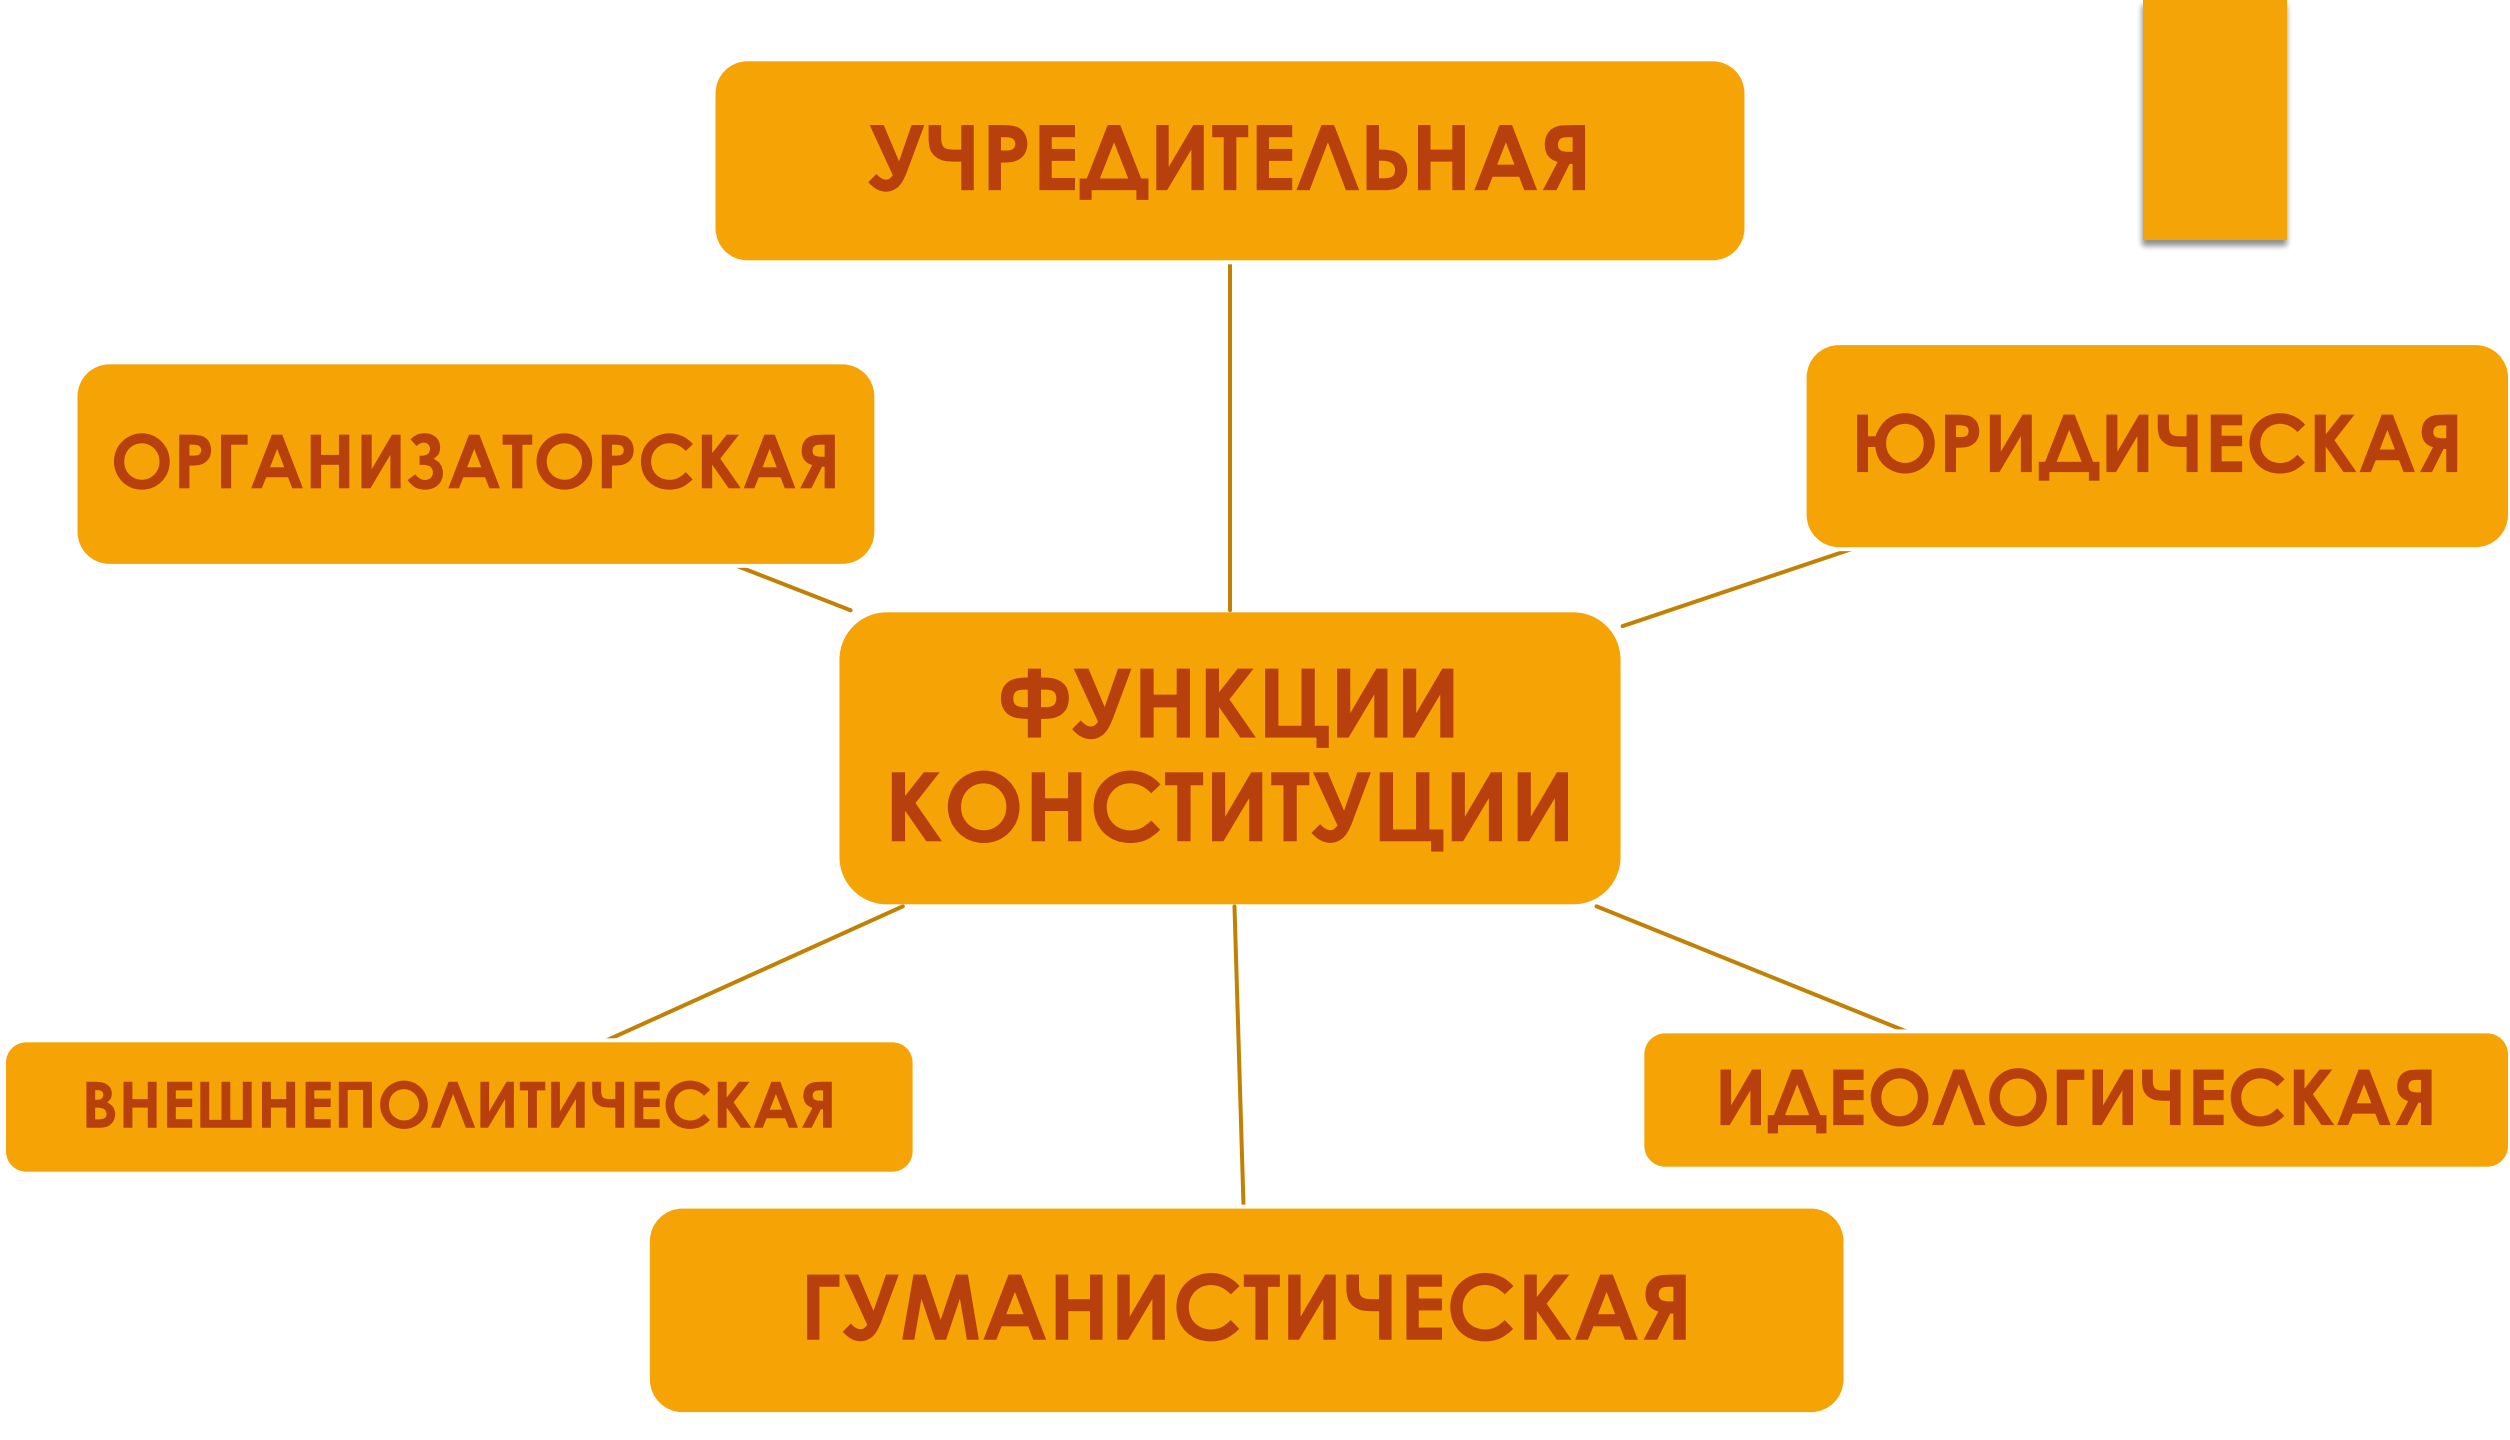 УЧРЕДИТЕЛЬНАЯ
ОРГАНИЗАТОРСКАЯ
ЮРИДИЧЕСКАЯ
ФУНКЦИИ
КОНСТИТУЦИИ
ВНЕШНЕПОЛИТИЧЕСКАЯ
ИДЕОЛОГИЧЕСКАЯ
ГУМАНИСТИЧЕСКАЯ